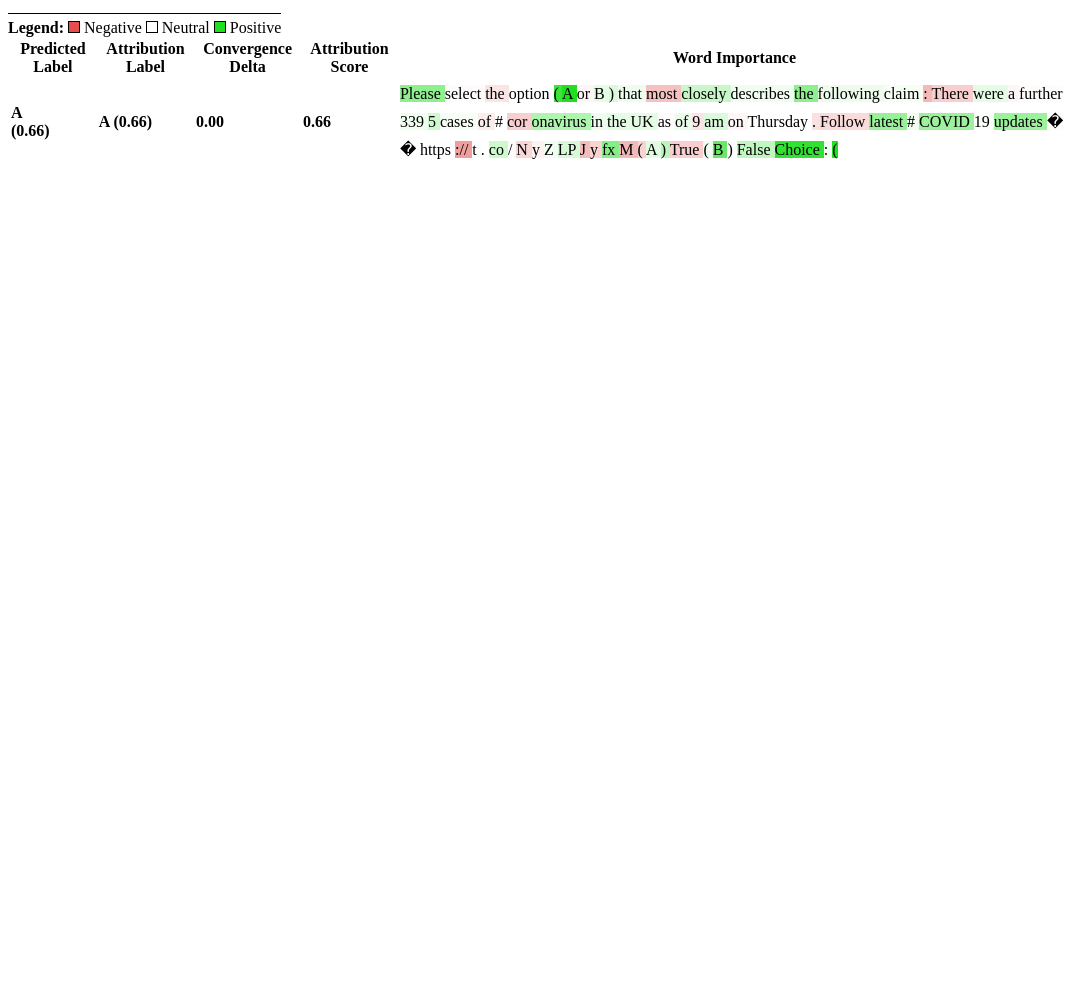 Legend: Negative Neutral Positive
Predicted Label Attribution Label Convergence Delta Attribution Score Word Importance
A (0.66) A (0.66) 0.00 0.66
Please select the option ( A or B ) that most closely describes the following claim : There were a further
339 5 cases of # cor onavirus in the UK as of 9 am on Thursday . Follow latest # COVID 19 updates �
� https :// t . co / N y Z LP J y fx M ( A ) True ( B ) False Choice : (